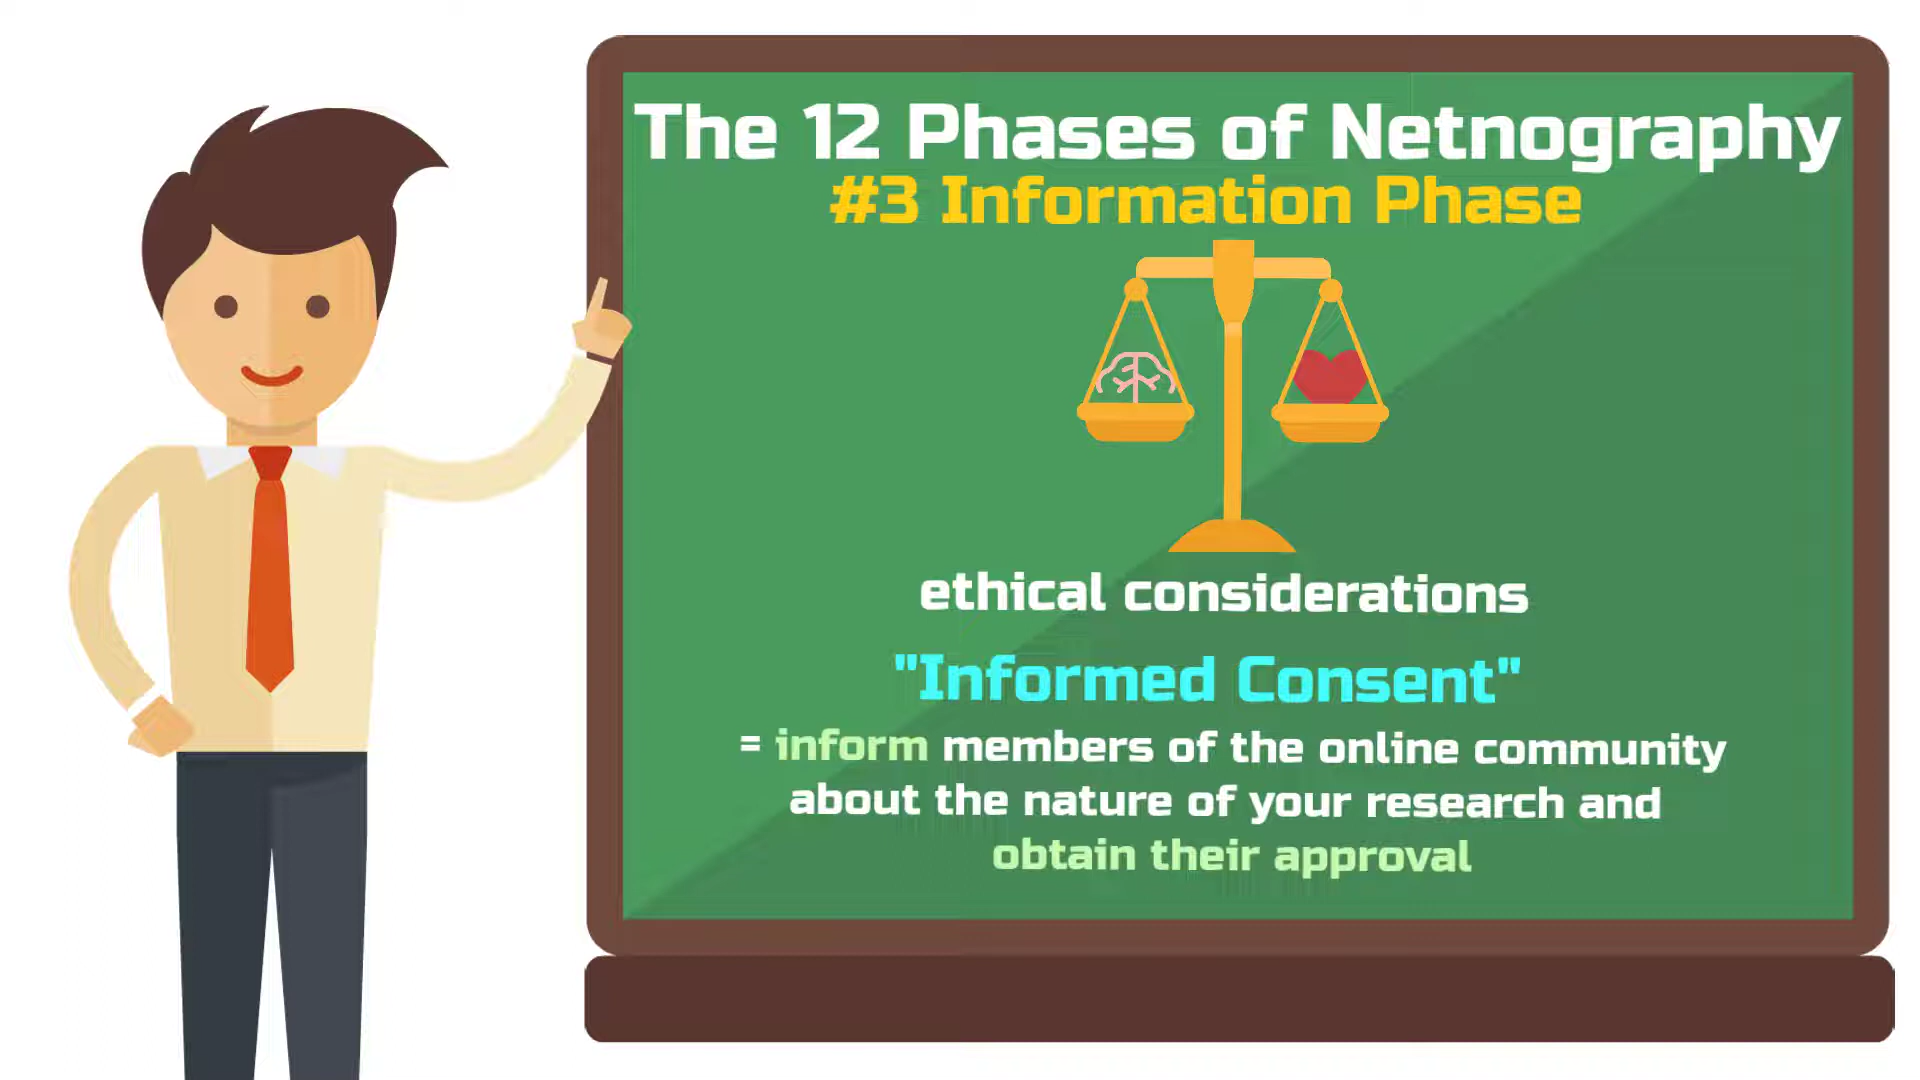 The 12 Phases of Netnography
#3 Information Phase
ethical considerations
"Informed Consent"
= inform members of the online community
about the nature of your research and
obtain their approval